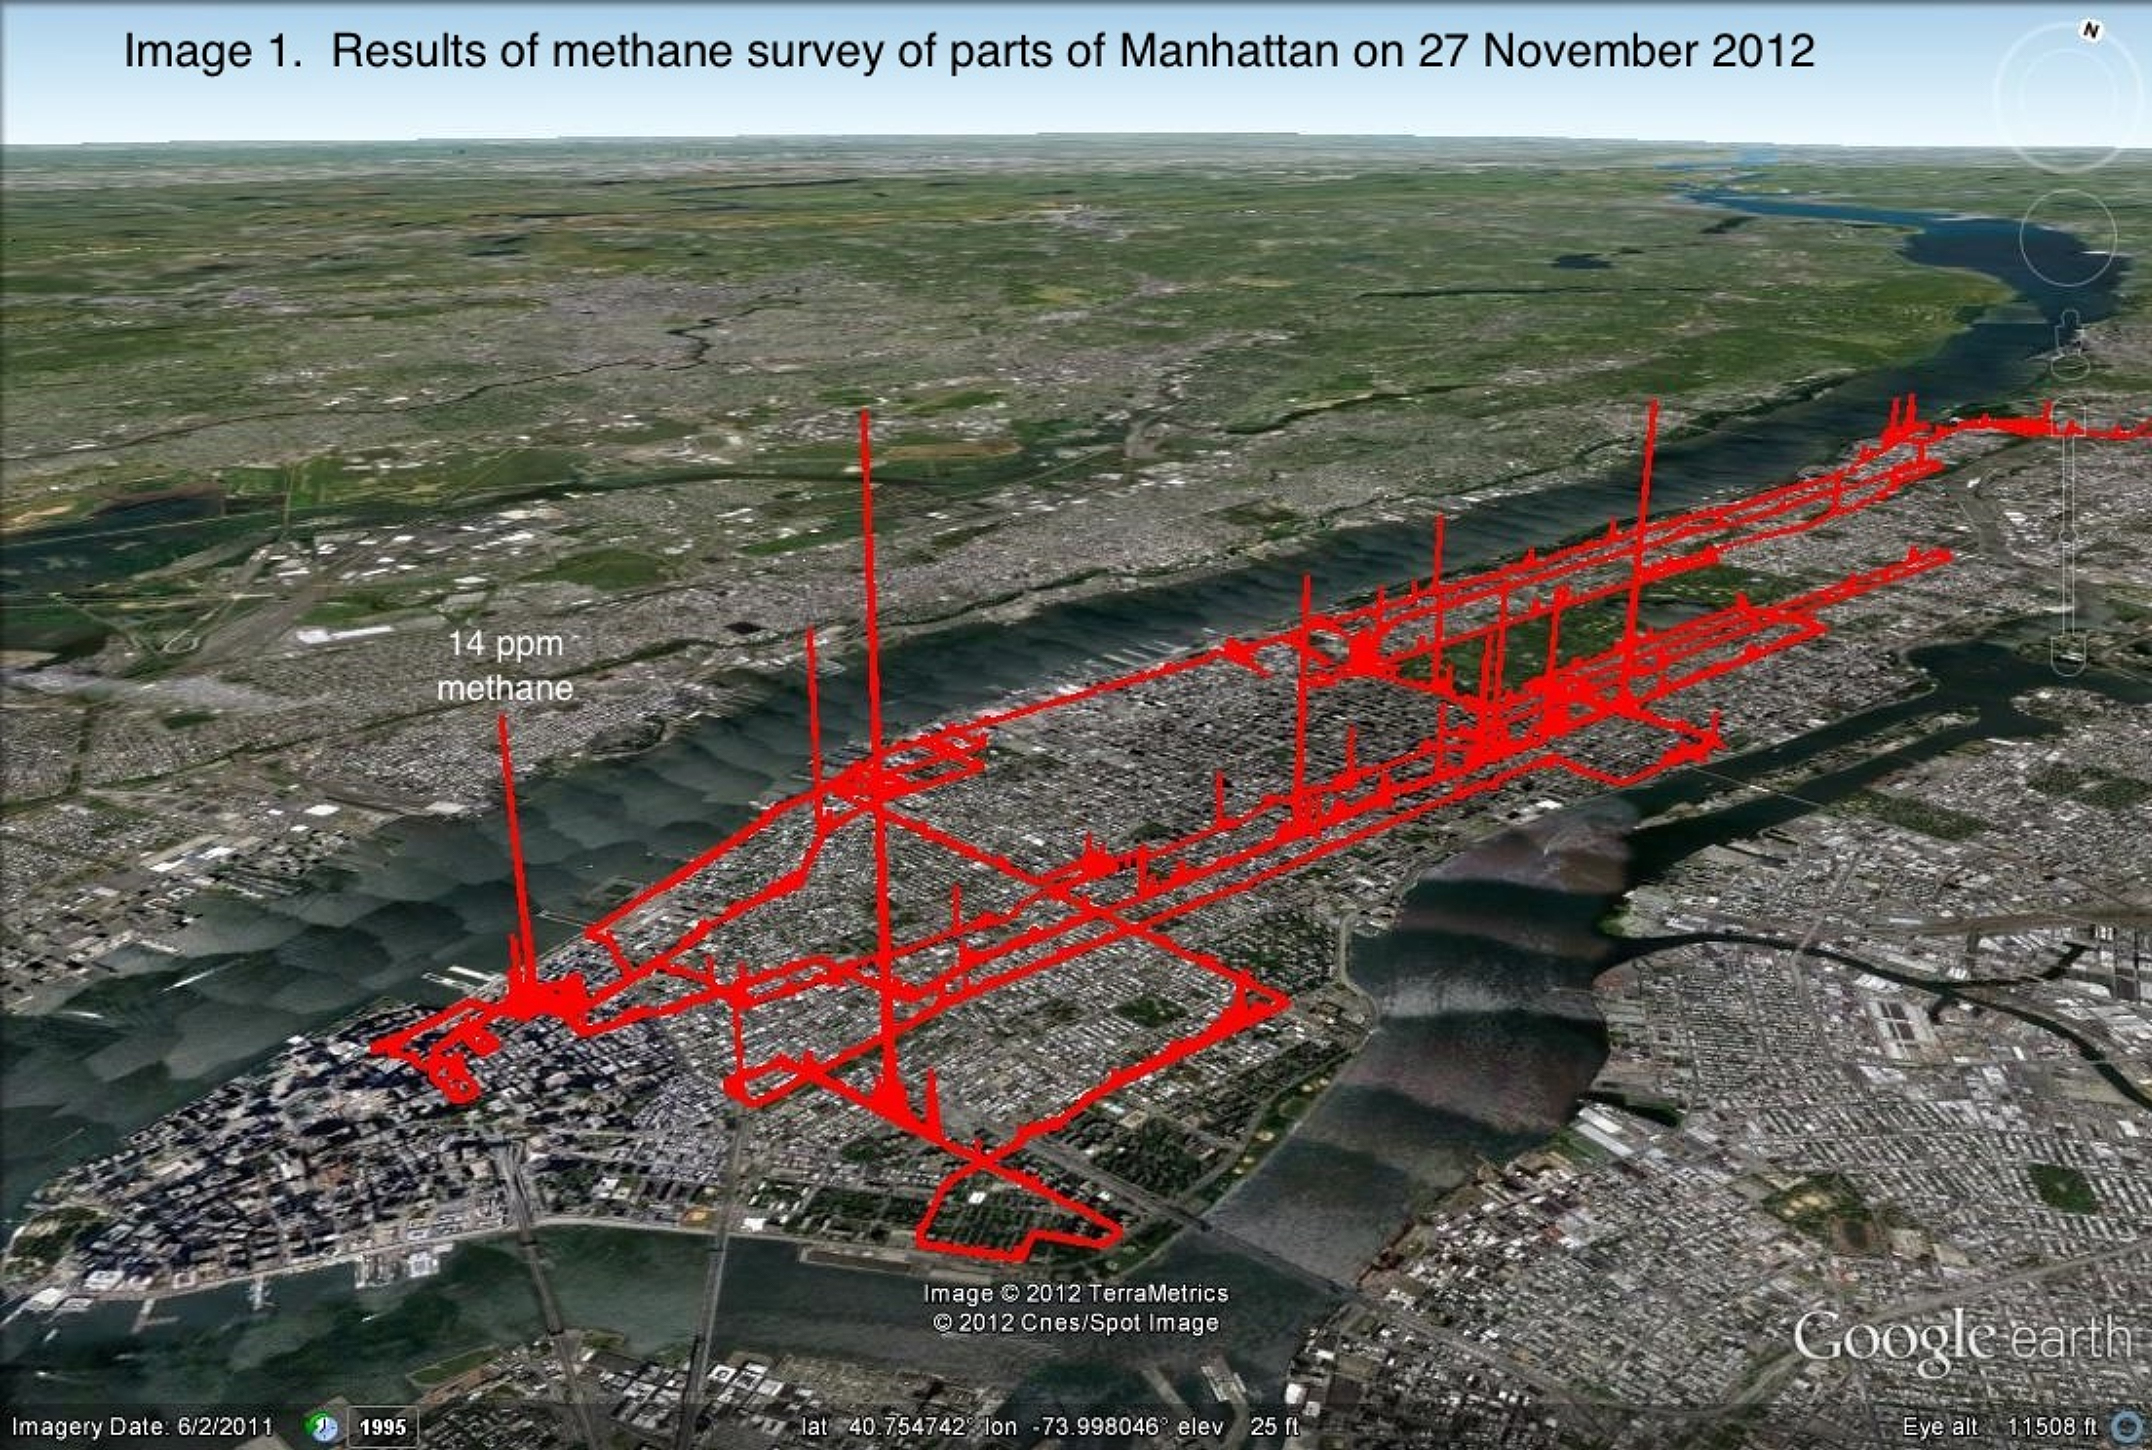 Image 1. Results of methane survey of parts of Manhattan on 27 November 2012
N
14 ppm
methane
Image © 2012 TerraMetrics
© 2012 Cnes/Spot Image
Google earth
Imagery Date: 6/2/2011 1995 lat 40.754742° lon -73.998046° elev 25 ft Eye alt 11508 ft